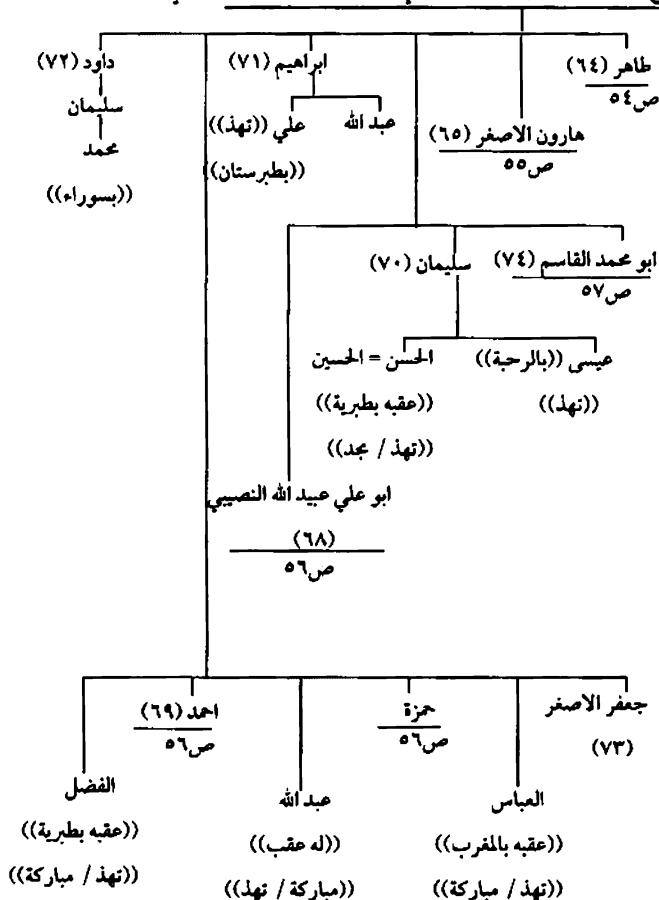 طاهر (٦٤)
ص٥٤
هارون الاصغر (٦٥)
ص٥٥
ابراهيم (٧١)
عبد الله
علي ((تهذ))
((بطبرستان))
داود (٧٢)
سليمان
محمد
((بسوراء))
ابو محمد القاسم (٧٤)
ص٥٧
سليمان (٧٠)
عيسى ((بالرحبة))
((تهذ))
الحسن = الحسين
((عقبه بطبرية))
((تهذ / مجد))
ابو علي عبيد الله النصيبي
(٦٨)
ص٥٦
جعفر الاصغر
(٧٣)
حمزة
ص٥٦
احمد (٦٩)
ص٥٦
العباس
((عقبه بالمغرب))
((تهذ / مباركة))
عبد الله
((له عقب))
((مباركة / تهذ))
الفضل
((عقبه بطبرية))
((تهذ / مباركة))